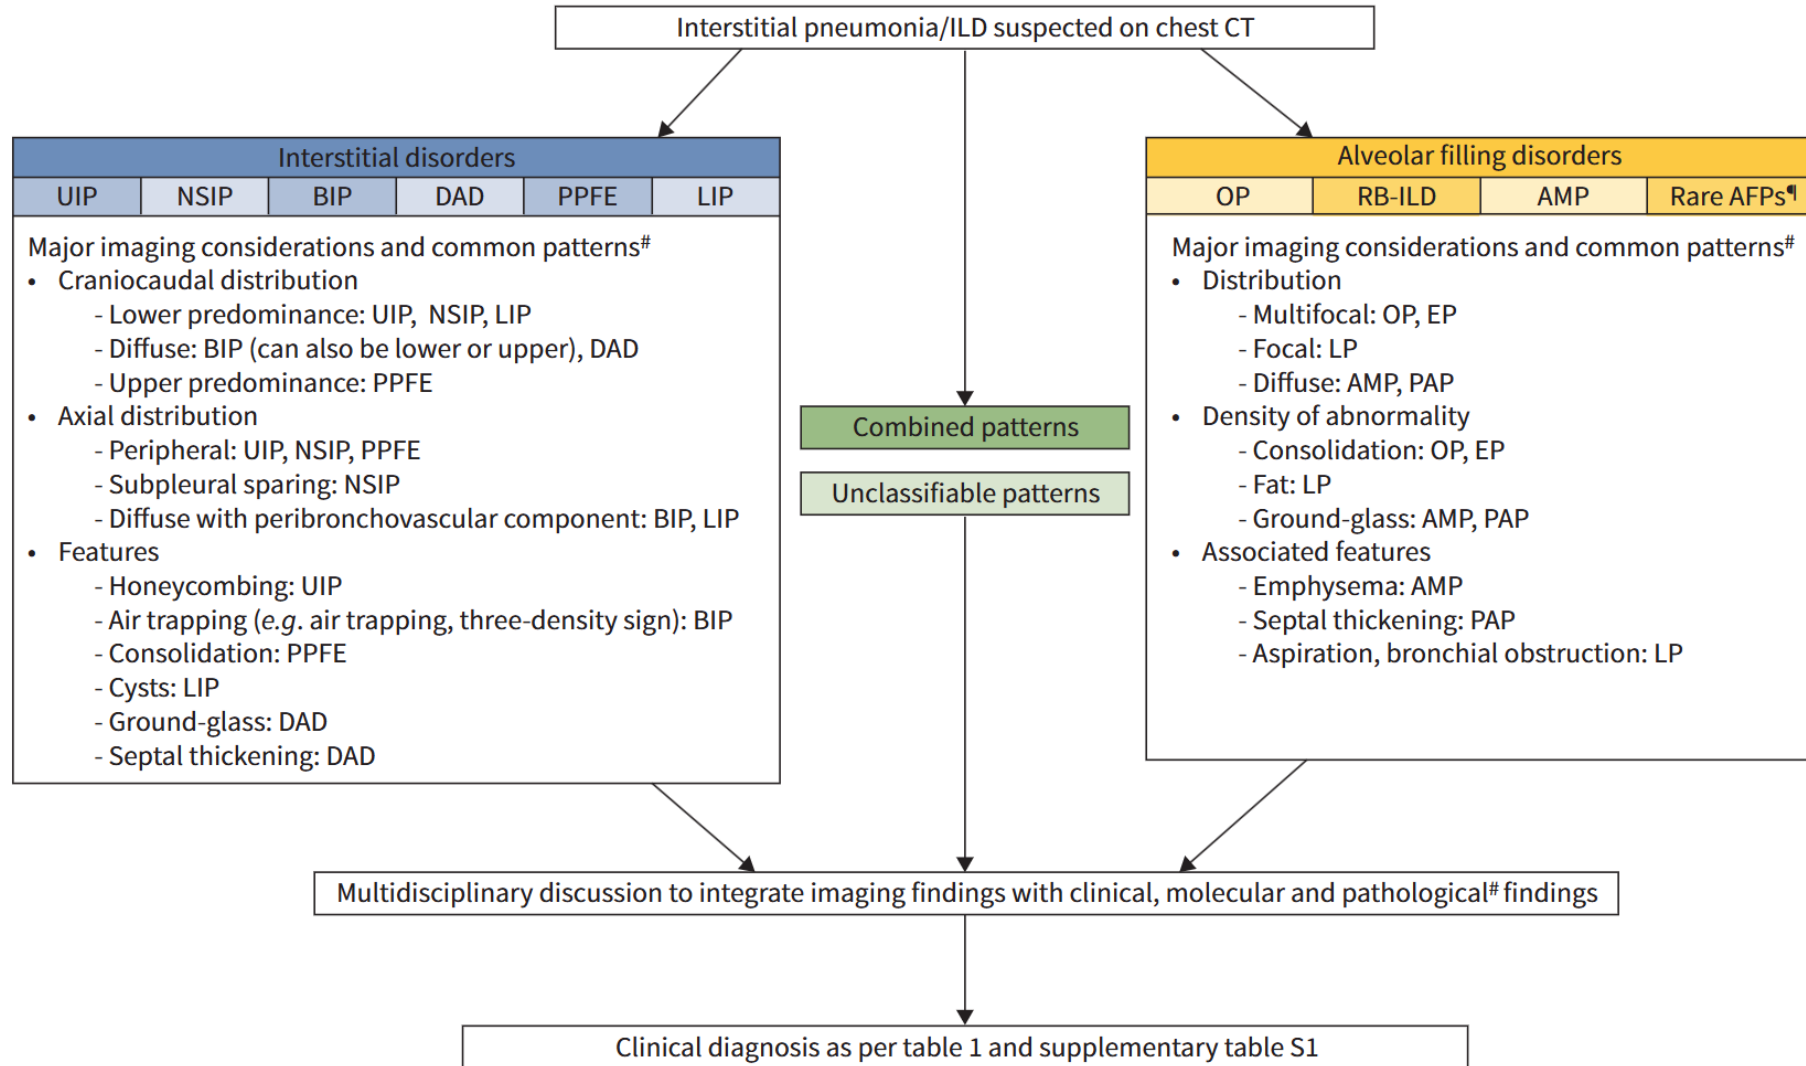 Interstitial pneumonia/ILD suspected on chest CT
Interstitial disorders
UIP NSIP BIP DAD PPFE LIP
Major imaging considerations and common patterns#
• Craniocaudal distribution
- Lower predominance: UIP, NSIP, LIP
- Diffuse: BIP (can also be lower or upper), DAD
- Upper predominance: PPFE
• Axial distribution
- Peripheral: UIP, NSIP, PPFE
- Subpleural sparing: NSIP
- Diffuse with peribronchovascular component: BIP, LIP
• Features
- Honeycombing: UIP
- Air trapping (e.g. air trapping, three-density sign): BIP
- Consolidation: PPFE
- Cysts: LIP
- Ground-glass: DAD
- Septal thickening: DAD
Combined patterns
Unclassifiable patterns
Alveolar filling disorders
OP RB-ILD AMP Rare AFPs¶
Major imaging considerations and common patterns#
• Distribution
- Multifocal: OP, EP
- Focal: LP
- Diffuse: AMP, PAP
• Density of abnormality
- Consolidation: OP, EP
- Fat: LP
- Ground-glass: AMP, PAP
• Associated features
- Emphysema: AMP
- Septal thickening: PAP
- Aspiration, bronchial obstruction: LP
Multidisciplinary discussion to integrate imaging findings with clinical, molecular and pathological# findings
Clinical diagnosis as per table 1 and supplementary table S1